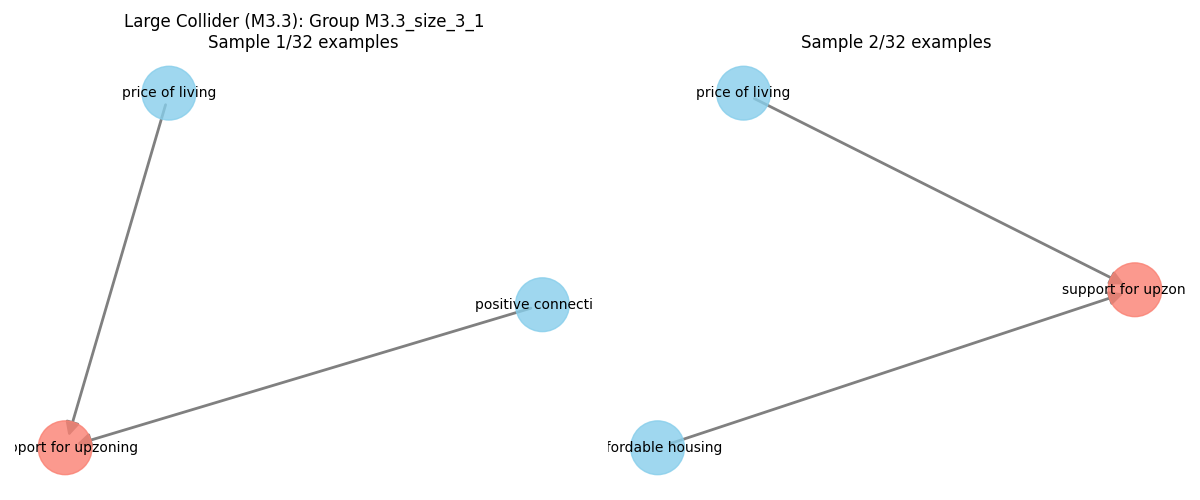 Large Collider (M3.3): Group M3.3_size_3_1
Sample 1/32 examples
price of living
positive connecti
pport for upzoning
Sample 2/32 examples
price of living
support for upzon
fordable housing